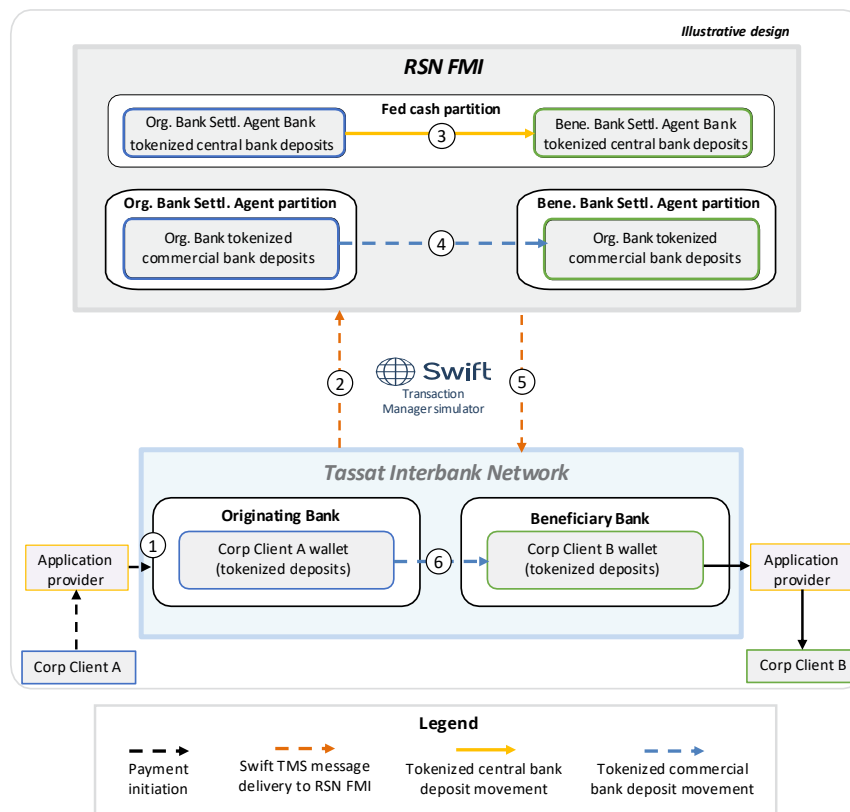 Illustrative design
RSN FMI
Fed cash partition
Org. Bank Settl. Agent Bank
tokenized central bank deposits
3
Bene. Bank Settl. Agent Bank
tokenized central bank deposits
Org. Bank Settl. Agent partition
Org. Bank tokenized
commercial bank deposits
4
Bene. Bank Settl. Agent partition
Org. Bank tokenized
commercial bank deposits
2
Swift
Transaction
Manager simulator
5
Tassat Interbank Network
Originating Bank
1
Corp Client A wallet
(tokenized deposits)
6
Beneficiary Bank
Corp Client B wallet
(tokenized deposits)
Application
provider
Corp Client A
Application
provider
Corp Client B
Legend
Payment
initiation
Swift TMS message
delivery to RSN FMI
Tokenized central bank
deposit movement
Tokenized commercial
bank deposit movement